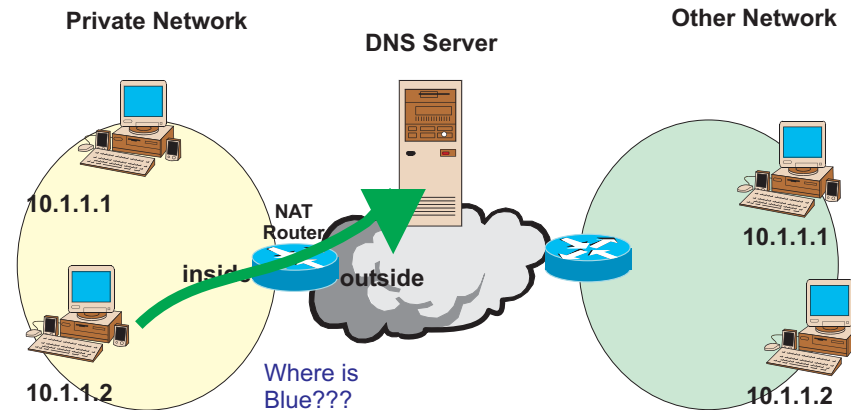 Private Network
DNS Server
Other Network
10.1.1.1
NAT
Router
10.1.1.1
inside
outside
10.1.1.2
Where is
Blue???
10.1.1.2